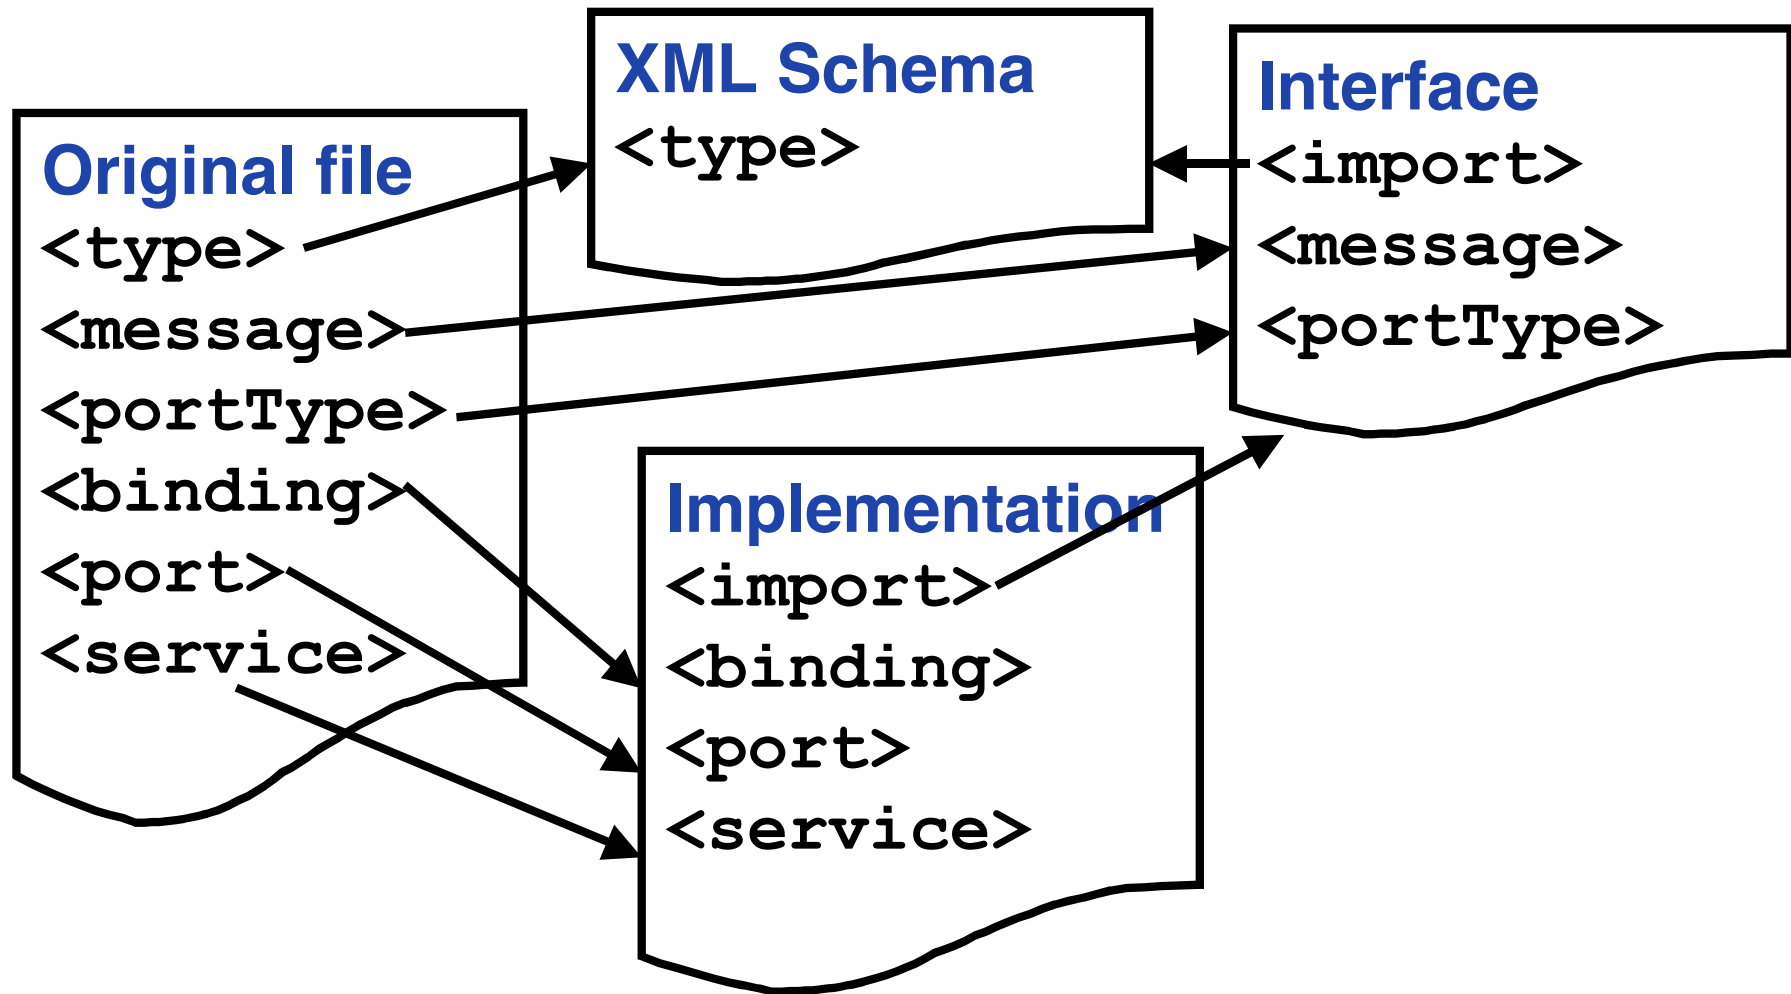 Original file
<type>
<message>
<portType>
<binding>
<port>
<service>
XML Schema
<type>
Interface
<import>
<message>
<portType>
Implementation
<import>
<binding>
<port>
<service>